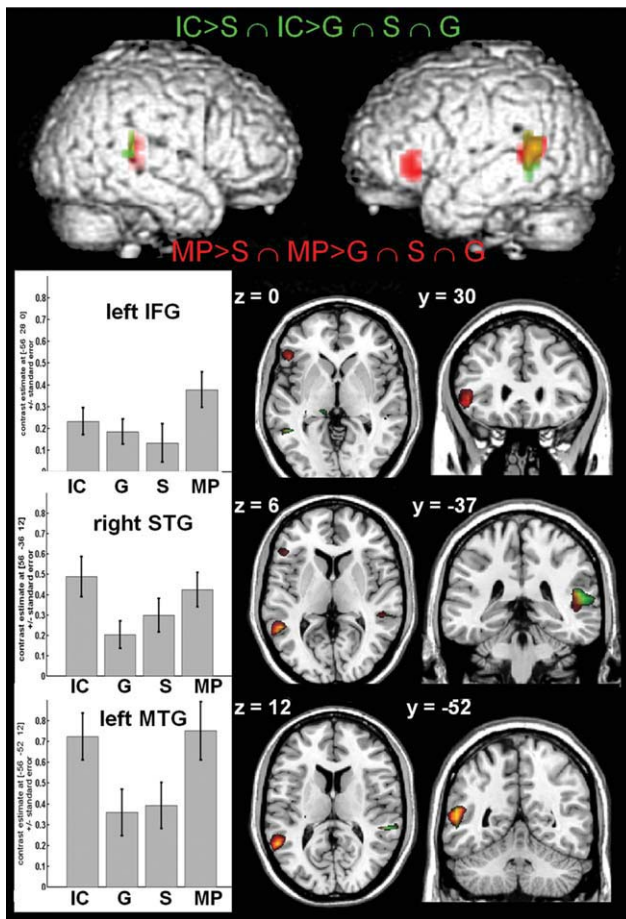 IC>S ∩ IC>G ∩ S ∩ G
MP>S ∩ MP>G ∩ S ∩ G
left IFG
contrast estimate at [-56 28 0]
+/- standard error
0.8
0.7
0.6
0.5
0.4
0.3
0.2
0.1
0
IC G S MP
z = 0
y = 30
right STG
contrast estimate at [56 -36 12]
+/- standard error
0.8
0.7
0.6
0.5
0.4
0.3
0.2
0.1
IC G S MP
z = 6
y = -37
left MTG
contrast estimate at [-56 -52 12]
+/- standard error
0.8
0.7
0.6
0.5
0.4
0.3
0.2
0.1
IC G S MP
z = 12
y = -52